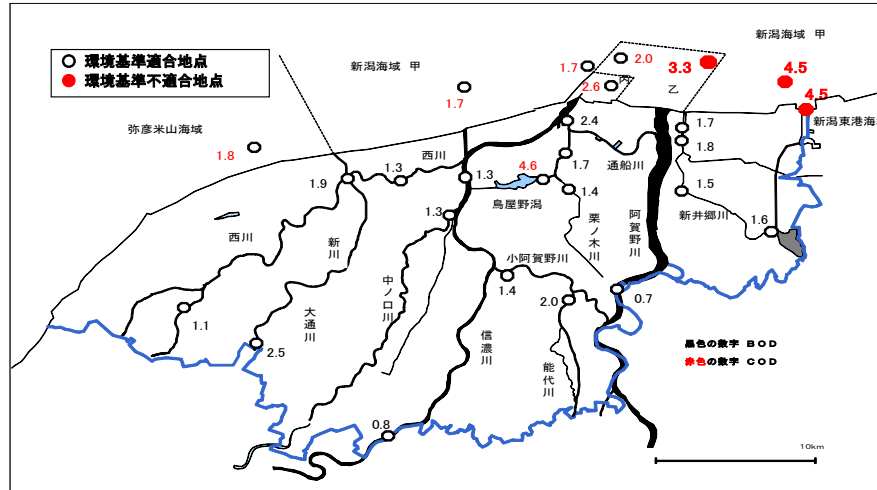 環境基準適合地点
環境基準不適合地点
新潟海域 甲
新潟海域 甲
弥彦米山海域
新潟東港海
丙
乙
1.7
2.0
3.3
4.5
4.5
1.7
2.6
1.8
2.4
1.7
1.8
通船川
西川
1.9
1.3
1.3
4.6
1.7
1.4
1.5
鳥屋野潟
新井郷川
1.3
1.6
西川
新川
栗ノ木川
阿賀野川
小阿賀野川
1.4
2.0
0.7
中ノ口川
大通川
1.1
2.5
信濃川
能代川
0.8
黒色の数字 BOD
赤色の数字 COD
10km